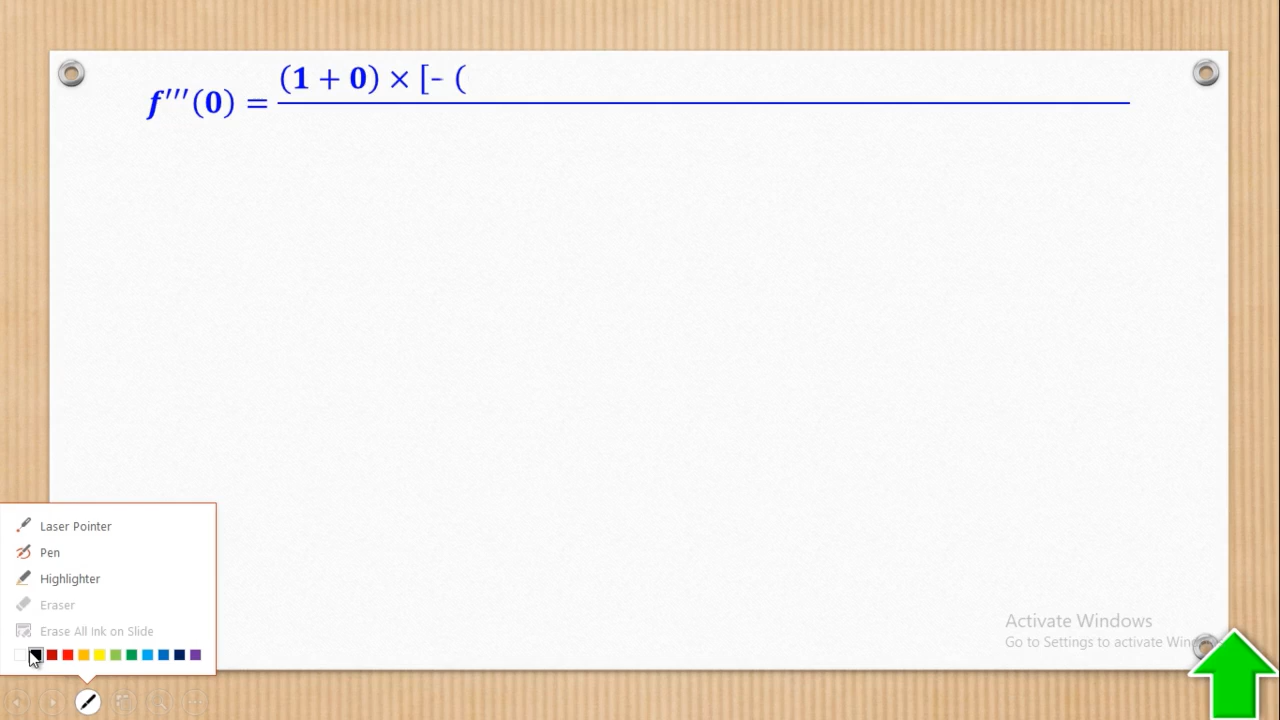 (1 + 0) × [- (
f′′′(0) =
Laser Pointer
Pen
Highlighter
Eraser
Erase All Ink on Slide
Activate Windows
Go to Settings to activate Windows